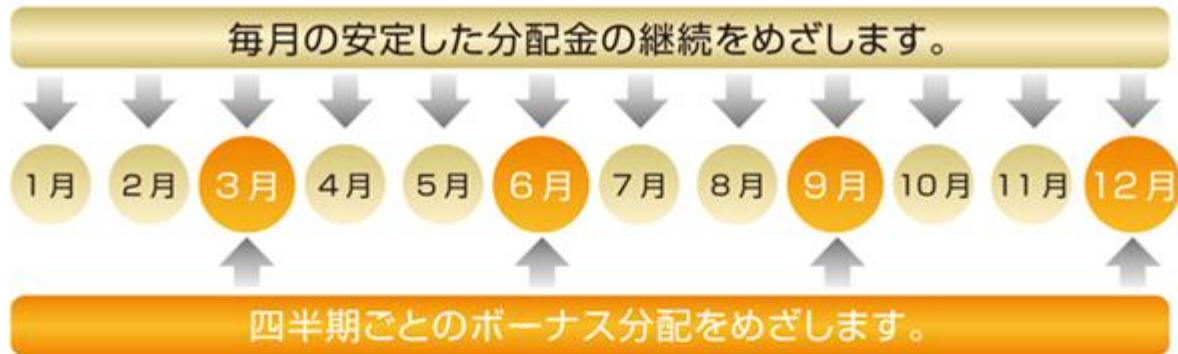 毎月の安定した分配金の継続をめざします。
1月 2月 3月 4月 5月 6月 7月 8月 9月 10月 11月 12月
四半期ごとのボーナス分配をめざします。